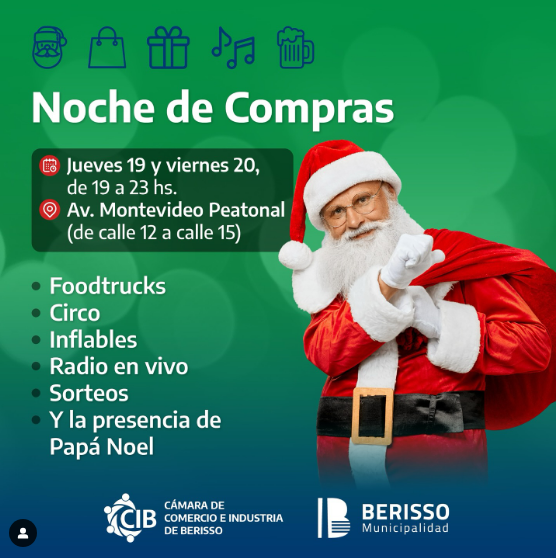 Noche de Compras
Jueves 19 y viernes 20,
de 19 a 23 hs.
Av. Montevideo Peatonal
(de calle 12 a calle 15)
• Foodtrucks
• Circo
• Inflables
• Radio en vivo
• Sorteos
• Y la presencia de
Papá Noel
CIB
CÁMARA DE
COMERCIO E INDUSTRIA
DE BERISSO
BERISSO
Municipalidad